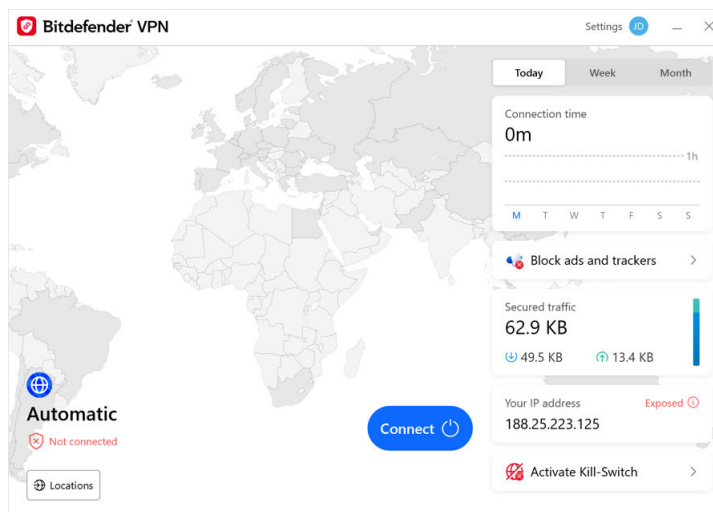 Bitdefender® VPN
Settings JD
Today Week Month
Connection time
0m
1h
M T W T F S S
Block ads and trackers
Secured traffic
62.9 KB
49.5 KB 13.4 KB
Your IP address Exposed
188.25.223.125
Activate Kill-Switch
Automatic
Not connected
Connect
Locations